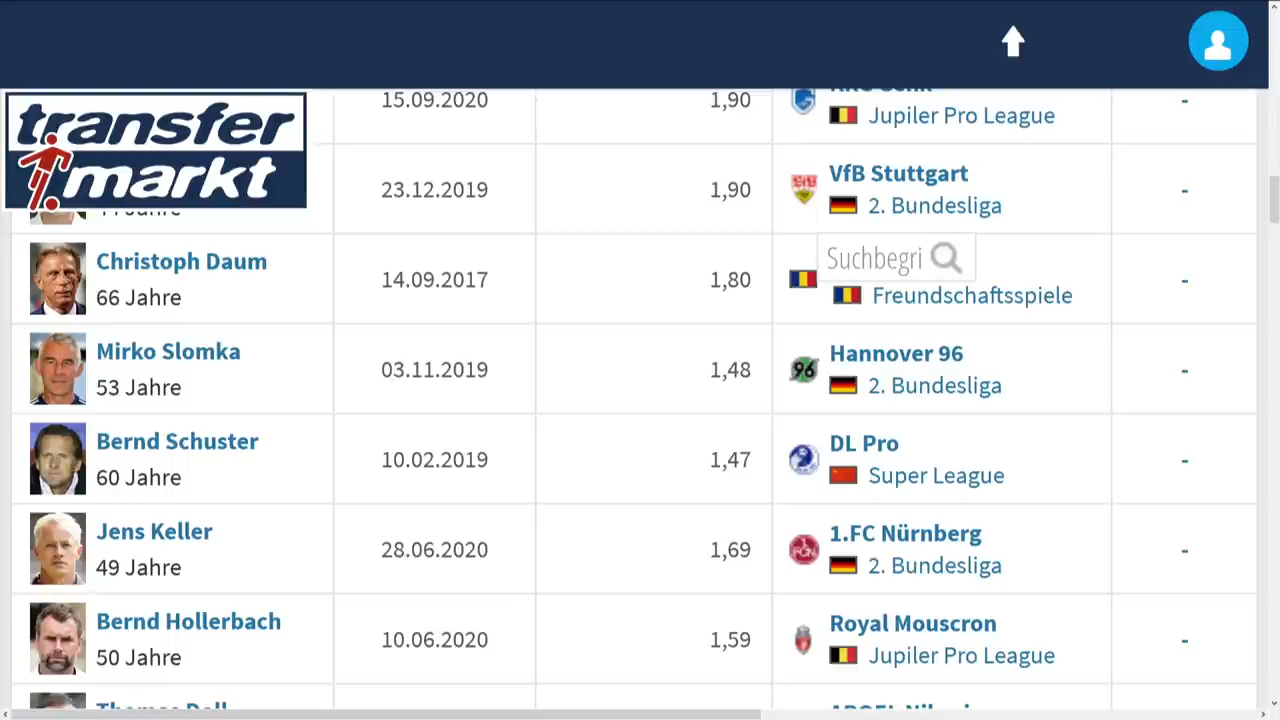 transfer
markt
15.09.2020
1,90
Jupiler Pro League
-
23.12.2019
1,90
VfB Stuttgart
2. Bundesliga
-
Christoph Daum
66 Jahre
14.09.2017
1,80
Suchbegri
Freundschaftsspiele
-
Mirko Slomka
53 Jahre
03.11.2019
1,48
Hannover 96
2. Bundesliga
-
Bernd Schuster
60 Jahre
10.02.2019
1,47
DL Pro
Super League
-
Jens Keller
49 Jahre
28.06.2020
1,69
1.FC Nürnberg
2. Bundesliga
-
Bernd Hollerbach
50 Jahre
10.06.2020
1,59
Royal Mouscron
Jupiler Pro League
-